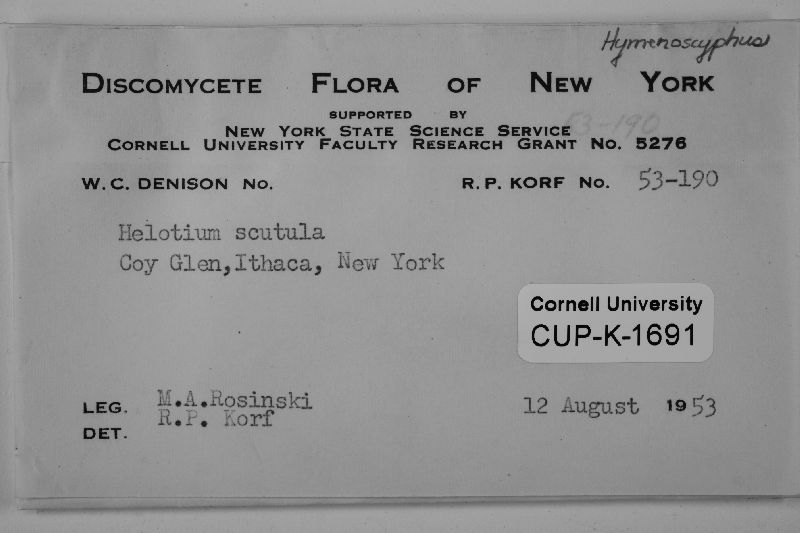 Hymenoscyphus
DISCOMYCETE FLORA OF NEW YORK
SUPPORTED BY
53-190
NEW YORK STATE SCIENCE SERVICE
CORNELL UNIVERSITY FACULTY RESEARCH GRANT NO. 5276
W. C. DENISON NO.
R. P. KORF NO. 53-190
Helotium scutula
Coy Glen, Ithaca, New York
Cornell University
CUP-K-1691
LEG. M.A.Rosinski
R.P. Korf
12 August 1953
DET.